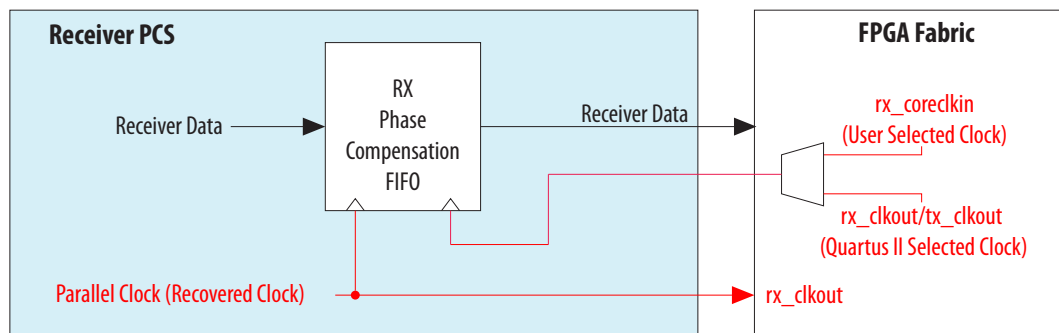 Receiver PCS
FPGA Fabric
RX
Phase
Compensation
FIFO
Receiver Data
Receiver Data
rx_coreclkin
(User Selected Clock)
rx_clkout/tx_clkout
(Quartus II Selected Clock)
Parallel Clock (Recovered Clock)
rx_clkout